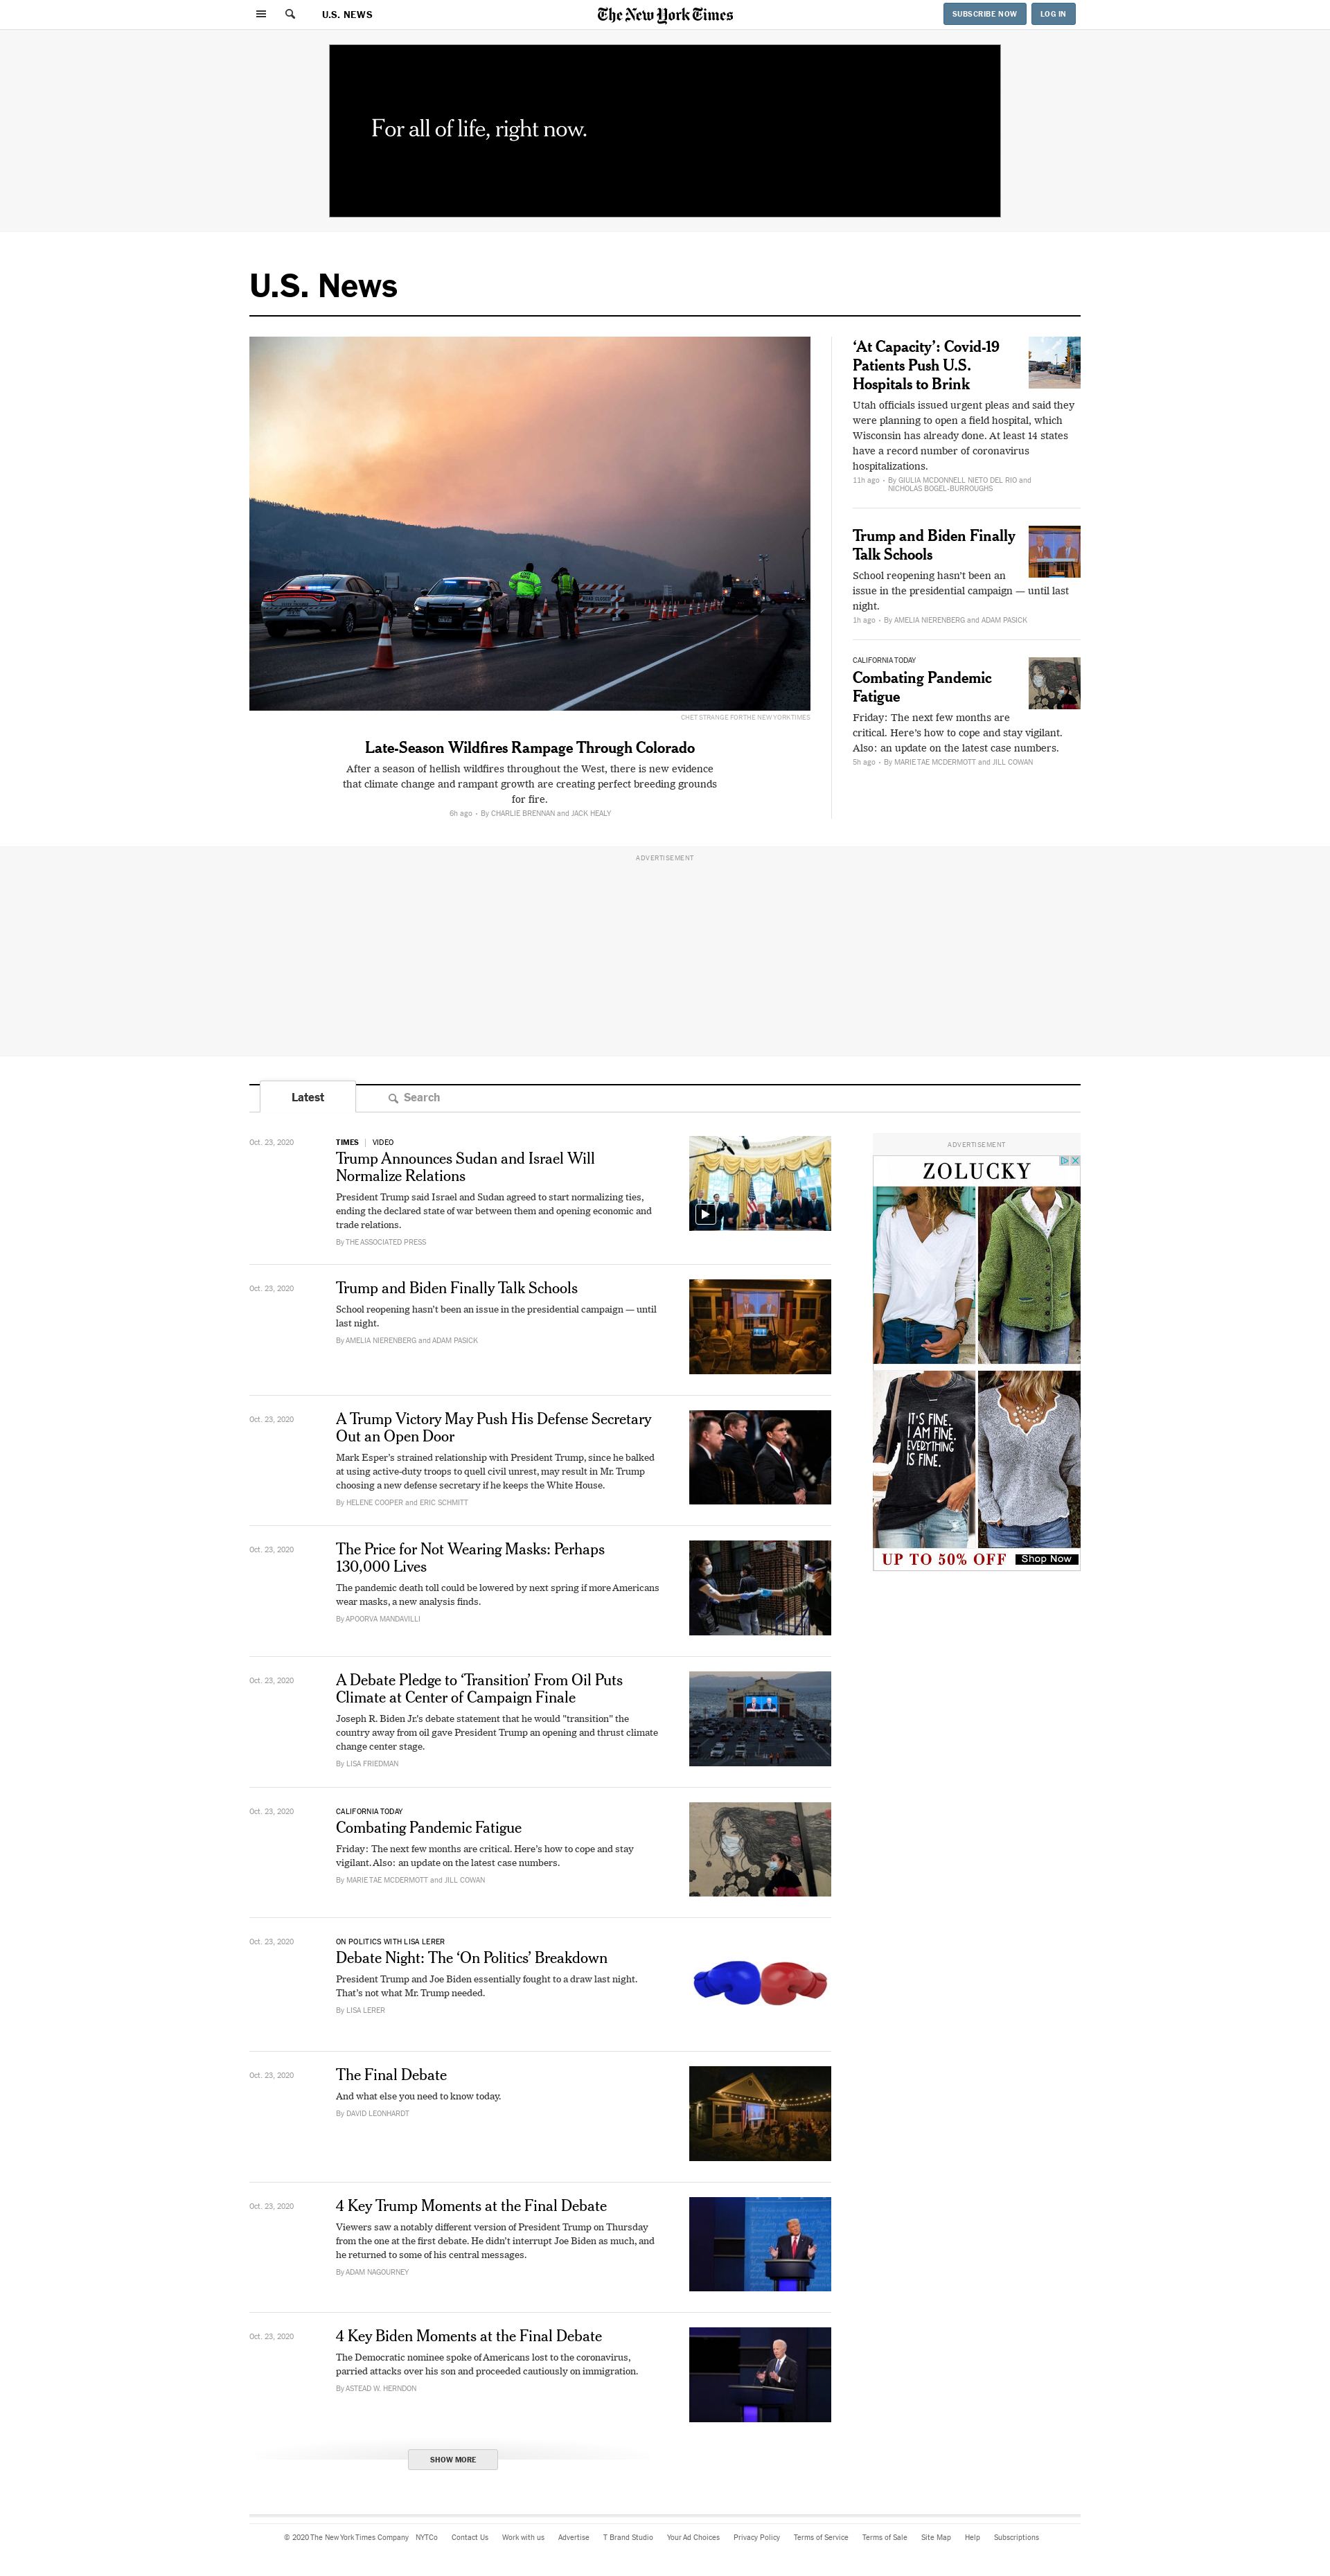 U.S. NEWS
The New York Times
SUBSCRIBE NOW
LOG IN
For all of life, right now.
U.S. News
CHET STRANGE FOR THE NEW YORK TIMES
Late-Season Wildfires Rampage Through Colorado
After a season of hellish wildfires throughout the West, there is new evidence
that climate change and rampant growth are creating perfect breeding grounds
for fire.
6h ago • By CHARLIE BRENNAN and JACK HEALY
‘At Capacity’: Covid-19
Patients Push U.S.
Hospitals to Brink
Utah officials issued urgent pleas and said they
were planning to open a field hospital, which
Wisconsin has already done. At least 14 states
have a record number of coronavirus
hospitalizations.
11h ago • By GIULIA MCDONNELL NIETO DEL RIO and
NICHOLAS BOGEL-BURROUGHS
Trump and Biden Finally
Talk Schools
School reopening hasn’t been an
issue in the presidential campaign — until last
night.
1h ago • By AMELIA NIERENBERG and ADAM PASICK
CALIFORNIA TODAY
Combating Pandemic
Fatigue
Friday: The next few months are
critical. Here’s how to cope and stay vigilant.
Also: an update on the latest case numbers.
5h ago • By MARIE TAE MCDERMOTT and JILL COWAN
ADVERTISEMENT
Latest
Search
Oct. 23, 2020
TIMES | VIDEO
Trump Announces Sudan and Israel Will
Normalize Relations
President Trump said Israel and Sudan agreed to start normalizing ties,
ending the declared state of war between them and opening economic and
trade relations.
By THE ASSOCIATED PRESS
Oct. 23, 2020
Trump and Biden Finally Talk Schools
School reopening hasn’t been an issue in the presidential campaign — until
last night.
By AMELIA NIERENBERG and ADAM PASICK
Oct. 23, 2020
A Trump Victory May Push His Defense Secretary
Out an Open Door
Mark Esper’s strained relationship with President Trump, since he balked
at using active-duty troops to quell civil unrest, may result in Mr. Trump
choosing a new defense secretary if he keeps the White House.
By HELENE COOPER and ERIC SCHMITT
Oct. 23, 2020
The Price for Not Wearing Masks: Perhaps
130,000 Lives
The pandemic death toll could be lowered by next spring if more Americans
wear masks, a new analysis finds.
By APOORVA MANDAVILLI
Oct. 23, 2020
A Debate Pledge to ‘Transition’ From Oil Puts
Climate at Center of Campaign Finale
Joseph R. Biden Jr.’s debate statement that he would “transition” the
country away from oil gave President Trump an opening and thrust climate
change center stage.
By LISA FRIEDMAN
Oct. 23, 2020
CALIFORNIA TODAY
Combating Pandemic Fatigue
Friday: The next few months are critical. Here’s how to cope and stay
vigilant. Also: an update on the latest case numbers.
By MARIE TAE MCDERMOTT and JILL COWAN
Oct. 23, 2020
ON POLITICS WITH LISA LERER
Debate Night: The ‘On Politics’ Breakdown
President Trump and Joe Biden essentially fought to a draw last night.
That’s not what Mr. Trump needed.
By LISA LERER
Oct. 23, 2020
The Final Debate
And what else you need to know today.
By DAVID LEONHARDT
Oct. 23, 2020
4 Key Trump Moments at the Final Debate
Viewers saw a notably different version of President Trump on Thursday
from the one at the first debate. He didn’t interrupt Joe Biden as much, and
he returned to some of his central messages.
By ADAM NAGOURNEY
Oct. 23, 2020
4 Key Biden Moments at the Final Debate
The Democratic nominee spoke of Americans lost to the coronavirus,
parried attacks over his son and proceeded cautiously on immigration.
By ASTEAD W. HERNDON
ADVERTISEMENT
ZOLUCKY
IT'S FINE.
I AM FINE.
EVERYTHING
IS FINE.
UP TO 50% OFF
Shop Now
SHOW MORE
© 2020 The New York Times Company NYTCo Contact Us Work with us Advertise T Brand Studio Your Ad Choices Privacy Policy Terms of Service Terms of Sale Site Map Help Subscriptions